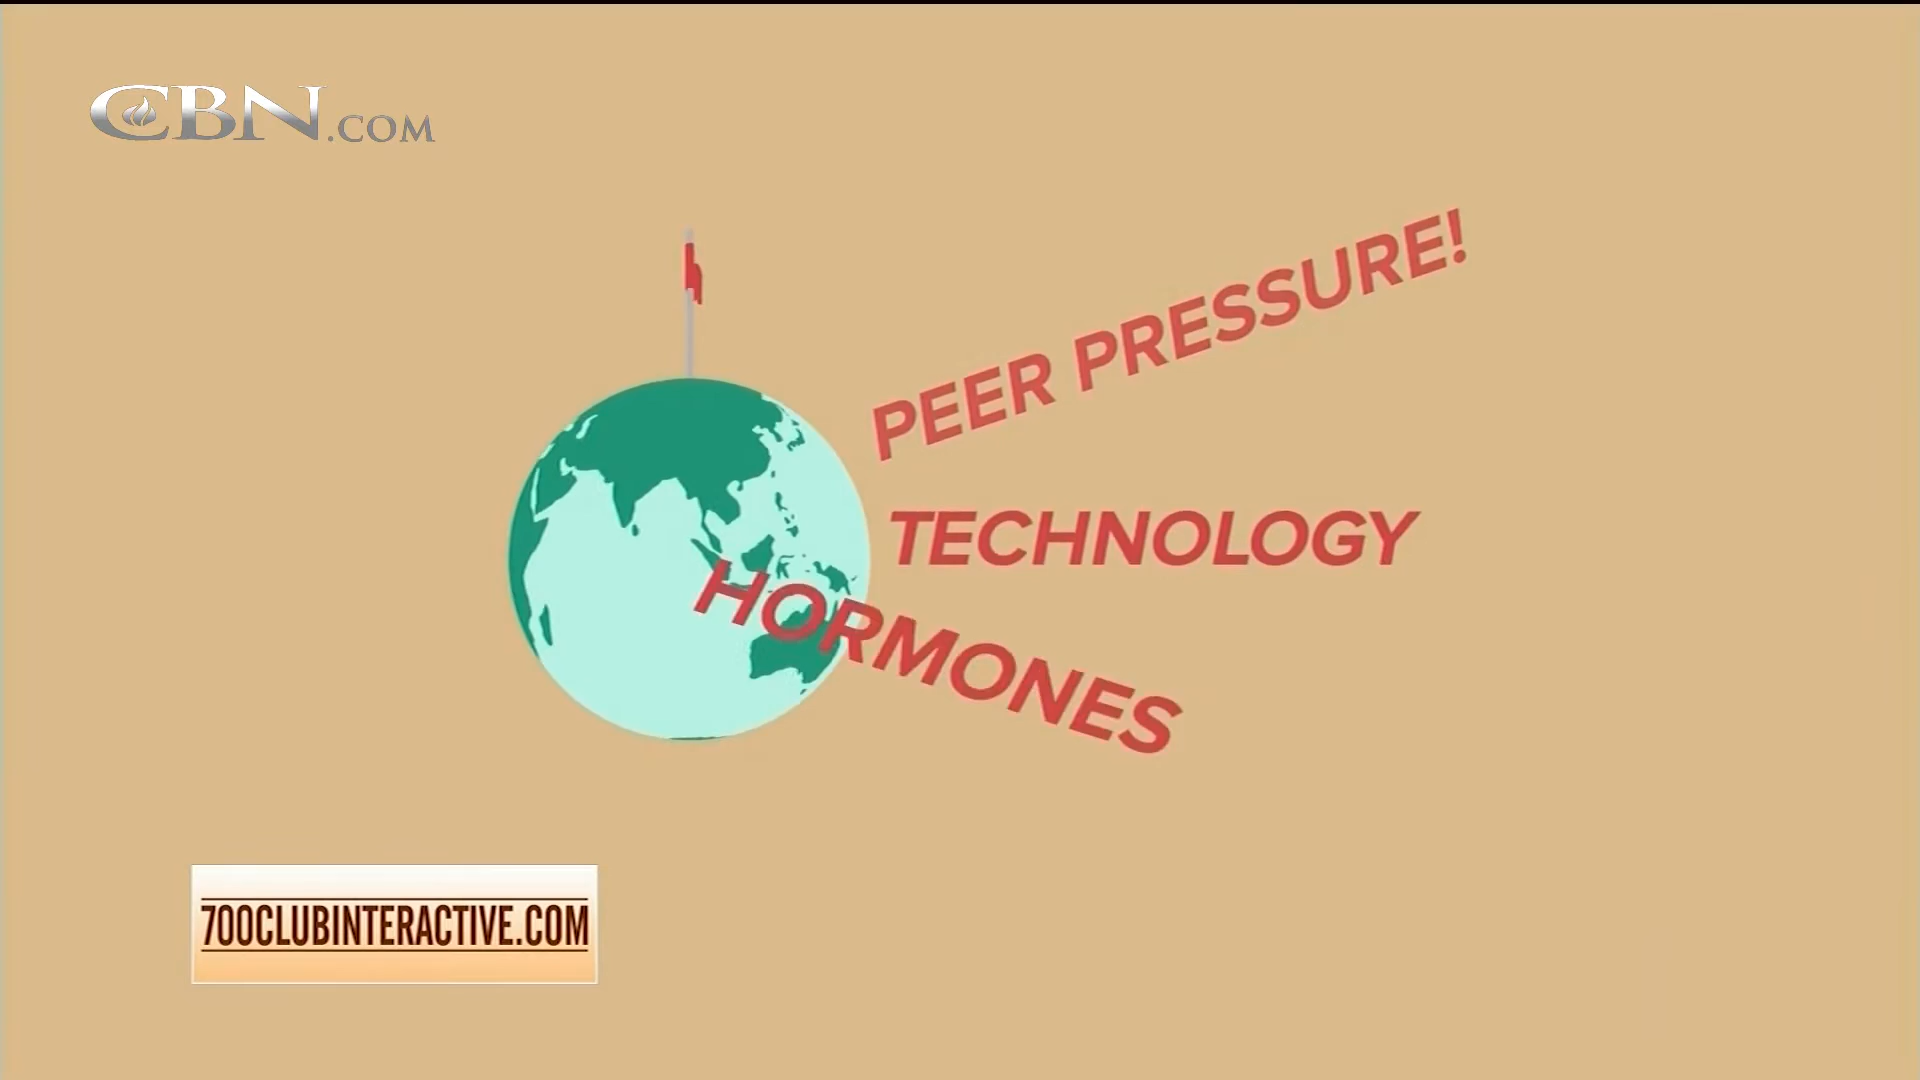 CBN.COM
PEER PRESSURE!
TECHNOLOGY
HORMONES
700CLUBINTERACTIVE.COM